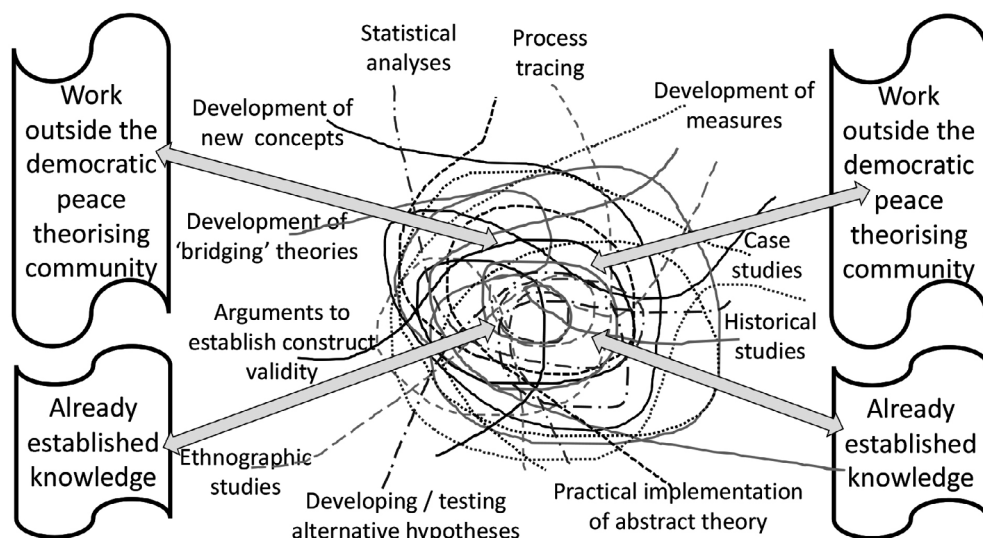 Work
outside the
democratic
peace
theorising
community
Already
established
knowledge
Statistical
analyses
Process
tracing
Development of
new concepts
Development of
measures
Development of
‘bridging’ theories
Case
studies
Arguments to
establish construct
validity
Historical
studies
Ethnographic
studies
Developing / testing
alternative hypotheses
Practical implementation
of abstract theory
Work
outside the
democratic
peace
theorising
community
Already
established
knowledge